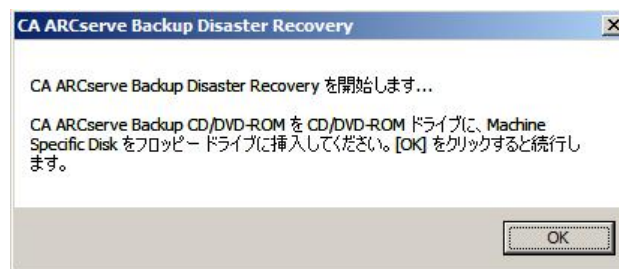 CA ARCserve Backup Disaster Recovery
CA ARCserve Backup Disaster Recovery を開始します...
CA ARCserve Backup CD/DVD-ROM を CD/DVD-ROM ドライブに、Machine
Specific Disk をフロッピー ドライブに挿入してください。[OK] をクリックすると続行し
ます。
OK